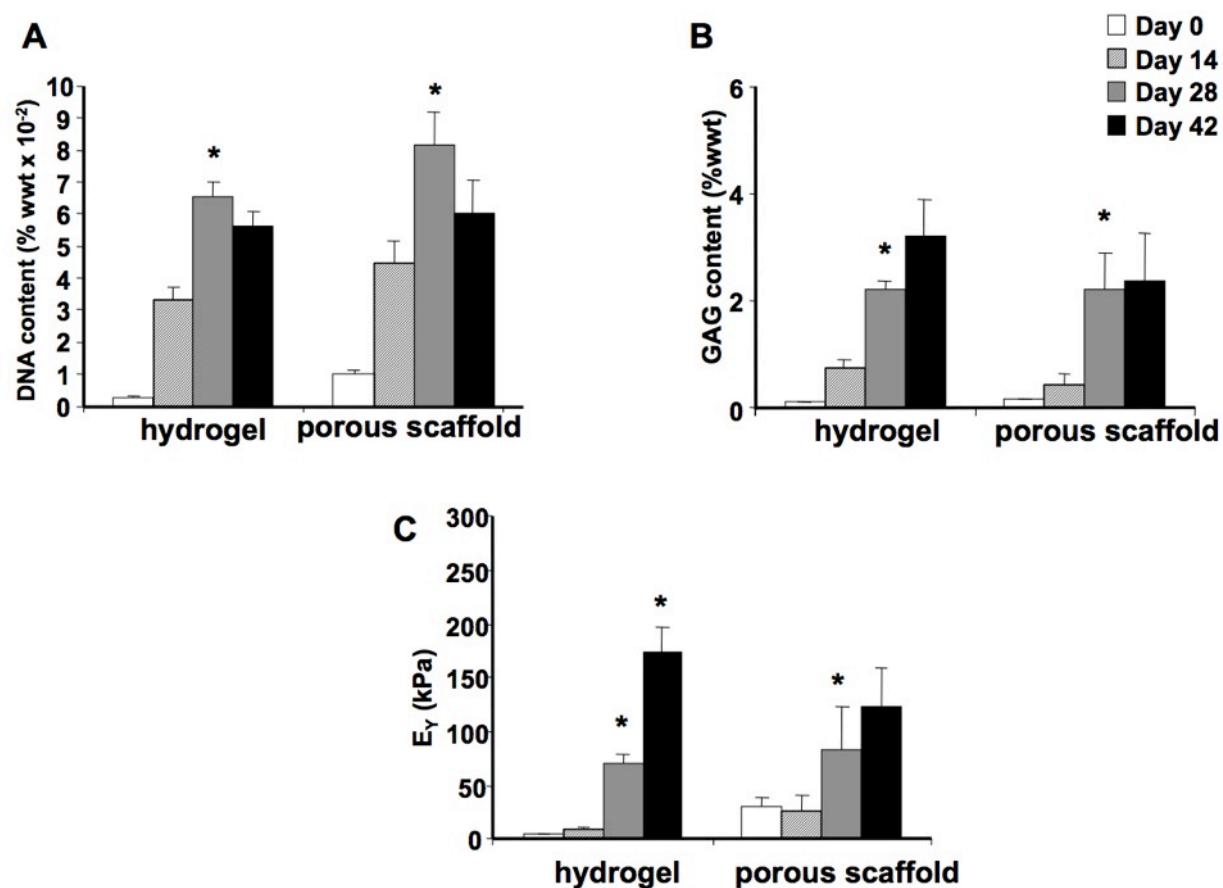 A
DNA content (% wwt x 10⁻²)
10
9
8
7
6
5
4
3
2
1
0
*
*
hydrogel porous scaffold
B
Day 0
Day 14
Day 28
Day 42
GAG content (%wwt)
6
4
2
0
*
*
hydrogel porous scaffold
C
E_Y (kPa)
300
250
200
150
100
50
0
*
*
*
hydrogel porous scaffold